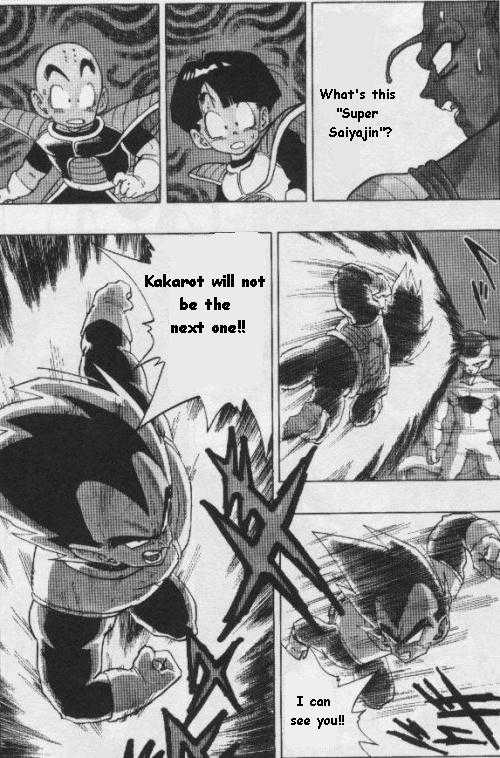 What's this
"Super
Saiyajin"?
Kakarot will not
be the
next one!!
I can
see you!!